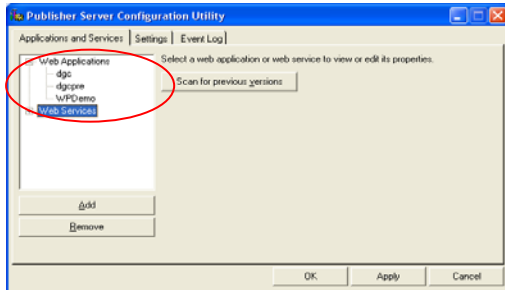 Publisher Server Configuration Utility
Applications and Services Settings Event Log
Web Applications
dgs
dgcpre
WPDemo
Web Services
Select a web application or web service to view or edit its properties.
Scan for previous versions
Add
Remove
OK Apply Cancel